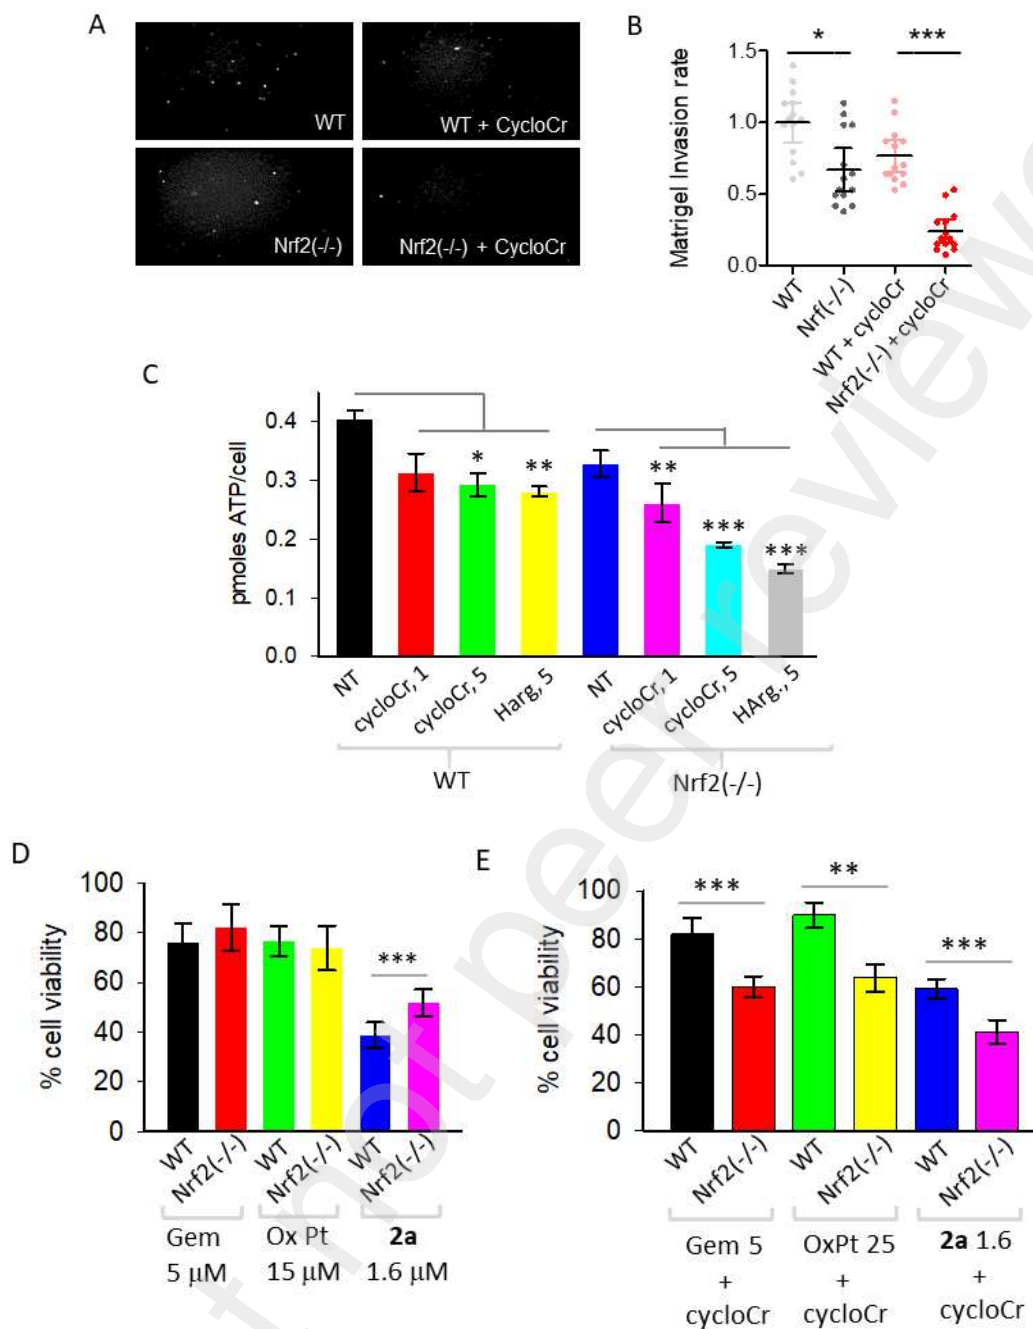 A
WT
WT + CycloCr
Nrf2(-/-)
Nrf2(-/-) + CycloCr
B
Matrigel Invasion rate
1.5
1.0
0.5
0.0
*
***
WT
Nrf(-/-)
WT + cycloCr
Nrf2(-/-) + cycloCr
C
pmoles ATP/cell
0.4
0.3
0.2
0.1
0.0
*
**
**
***
***
NT
cycloCr, 1
cycloCr, 5
Harg, 5
NT
cycloCr, 1
cycloCr, 5
HArg., 5
WT
Nrf2(-/-)
D
% cell viability
100
80
60
40
20
0
***
WT
Nrf2(-/-)
WT
Nrf2(-/-)
WT
Nrf2(-/-)
Gem
5 μM
Ox Pt
15 μM
2a
1.6 μM
E
% cell viability
100
80
60
40
20
0
***
**
***
WT
Nrf2(-/-)
WT
Nrf2(-/-)
WT
Nrf2(-/-)
Gem 5
+
cycloCr
OxPt 25
+
cycloCr
2a 1.6
+
cycloCr
not peer review